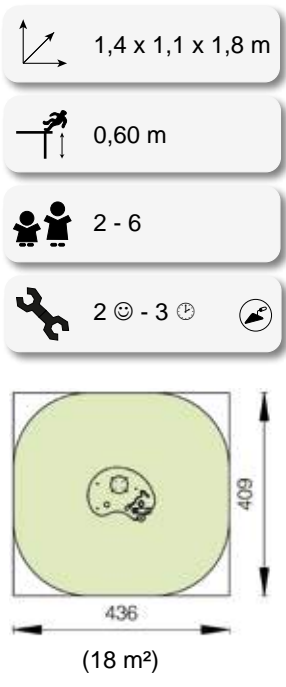 1,4 x 1,1 x 1,8 m
0,60 m
2 - 6
2 ☺ - 3 🕑
409
436
(18 m²)